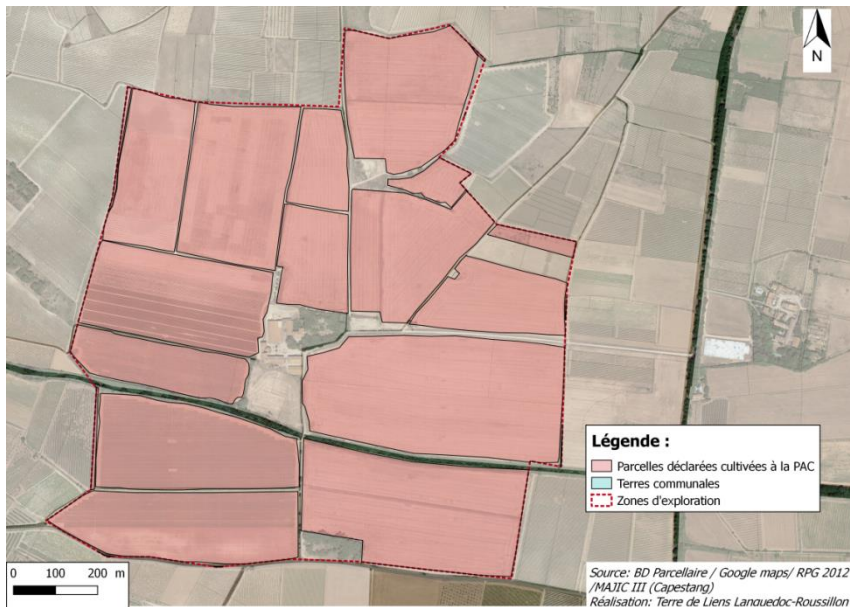 N
Légende :
Parcelles déclarées cultivées à la PAC
Terres communales
Zones d'exploration
0 100 200 m
Source: BD Parcellaire / Google maps/ RPG 2012
/MAJIC III (Capestang)
Réalisation: Terre de Liens Languedoc-Roussillon